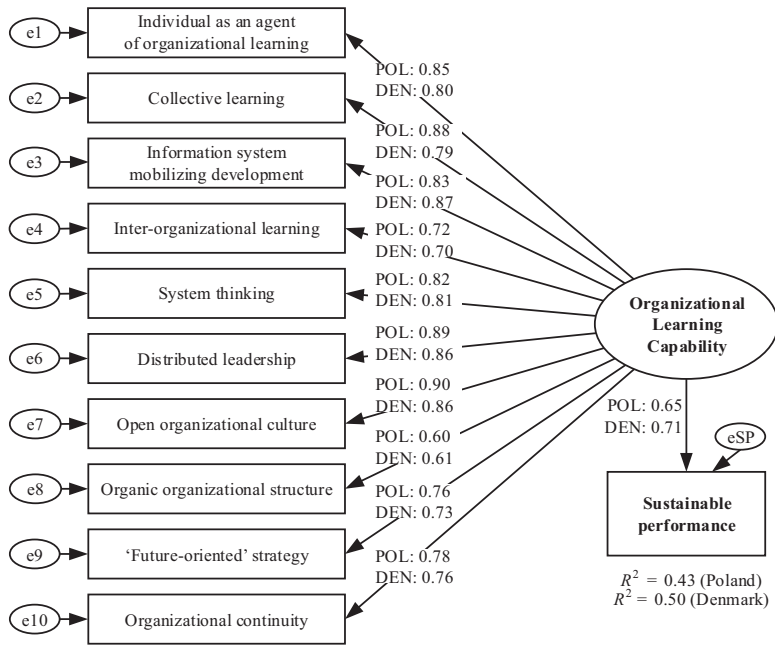 e1
Individual as an agent
of organizational learning
POL: 0.85
DEN: 0.80
e2
Collective learning
POL: 0.88
DEN: 0.79
e3
Information system
mobilizing development
POL: 0.83
DEN: 0.87
e4
Inter-organizational learning
POL: 0.72
DEN: 0.70
e5
System thinking
POL: 0.82
DEN: 0.81
e6
Distributed leadership
POL: 0.89
DEN: 0.86
e7
Open organizational culture
POL: 0.90
DEN: 0.86
e8
Organic organizational structure
POL: 0.60
DEN: 0.61
e9
‘Future-oriented’ strategy
POL: 0.76
DEN: 0.73
e10
Organizational continuity
POL: 0.78
DEN: 0.76
Organizational
Learning
Capability
POL: 0.65
DEN: 0.71
eSP
Sustainable
performance
R² = 0.43 (Poland)
R² = 0.50 (Denmark)